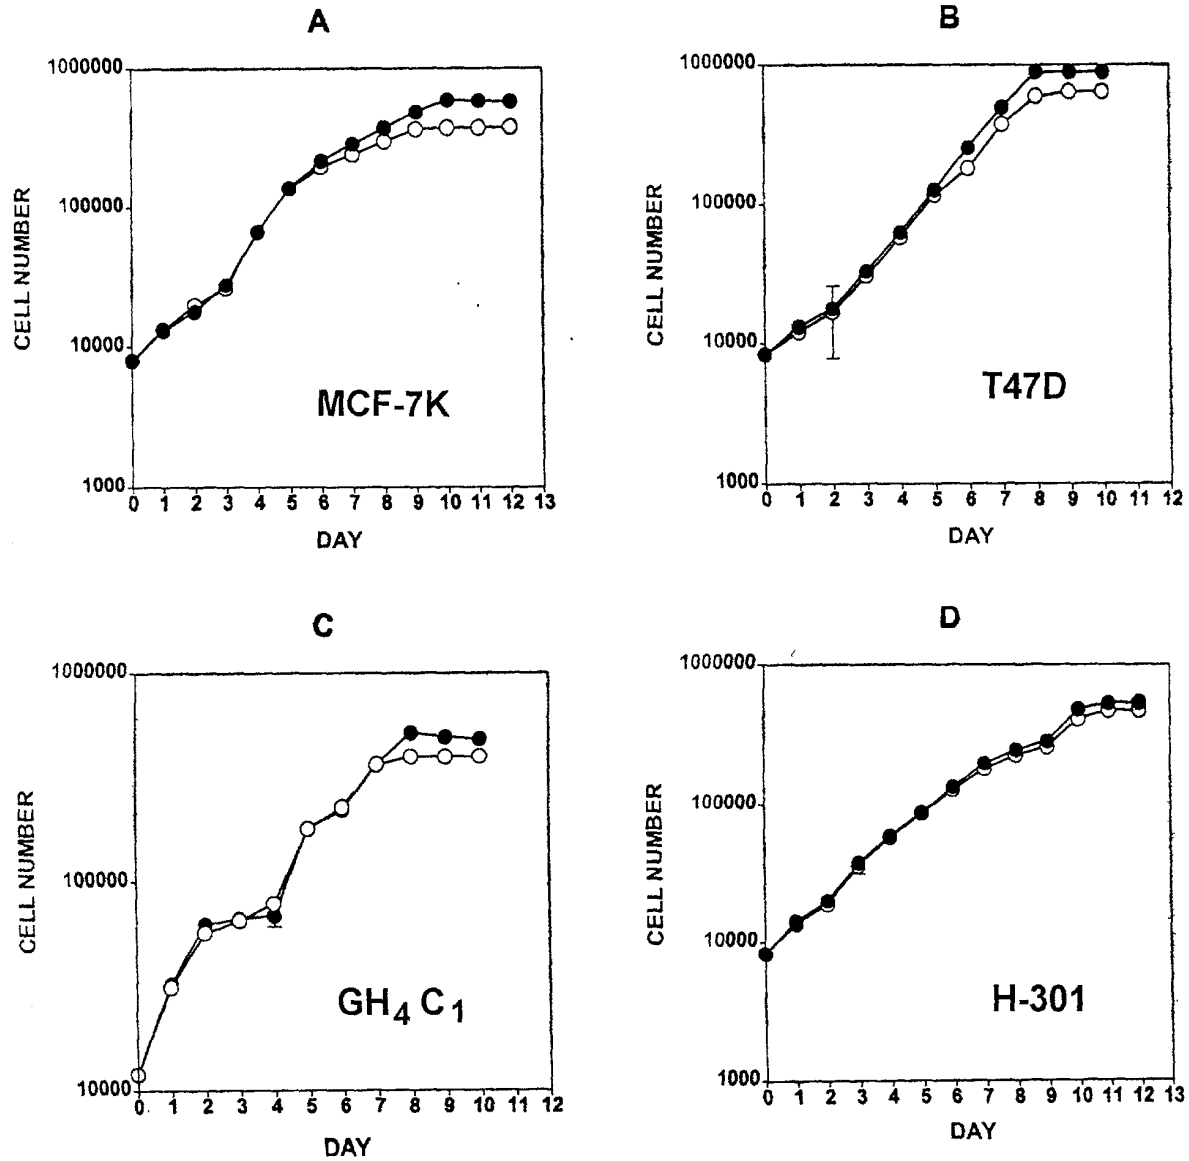 A
1000000
100000
10000
1000
CELL NUMBER
0 1 2 3 4 5 6 7 8 9 10 11 12 13
DAY
MCF-7K
B
1000000
100000
10000
1000
CELL NUMBER
0 1 2 3 4 5 6 7 8 9 10 11 12
DAY
T47D
C
1000000
100000
10000
CELL NUMBER
0 1 2 3 4 5 6 7 8 9 10 11 12
DAY
GH4 C1
D
1000000
100000
10000
1000
CELL NUMBER
0 1 2 3 4 5 6 7 8 9 10 11 12 13
DAY
H-301